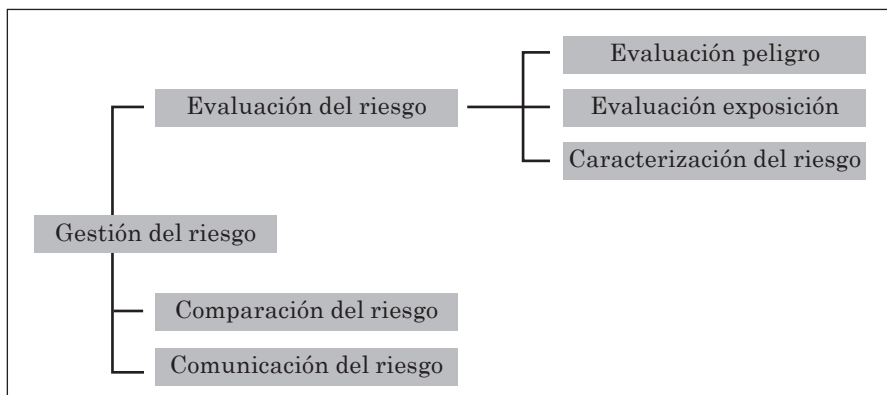 Evaluación peligro
Evaluación del riesgo
Evaluación exposición
Caracterización del riesgo
Gestión del riesgo
Comparación del riesgo
Comunicación del riesgo